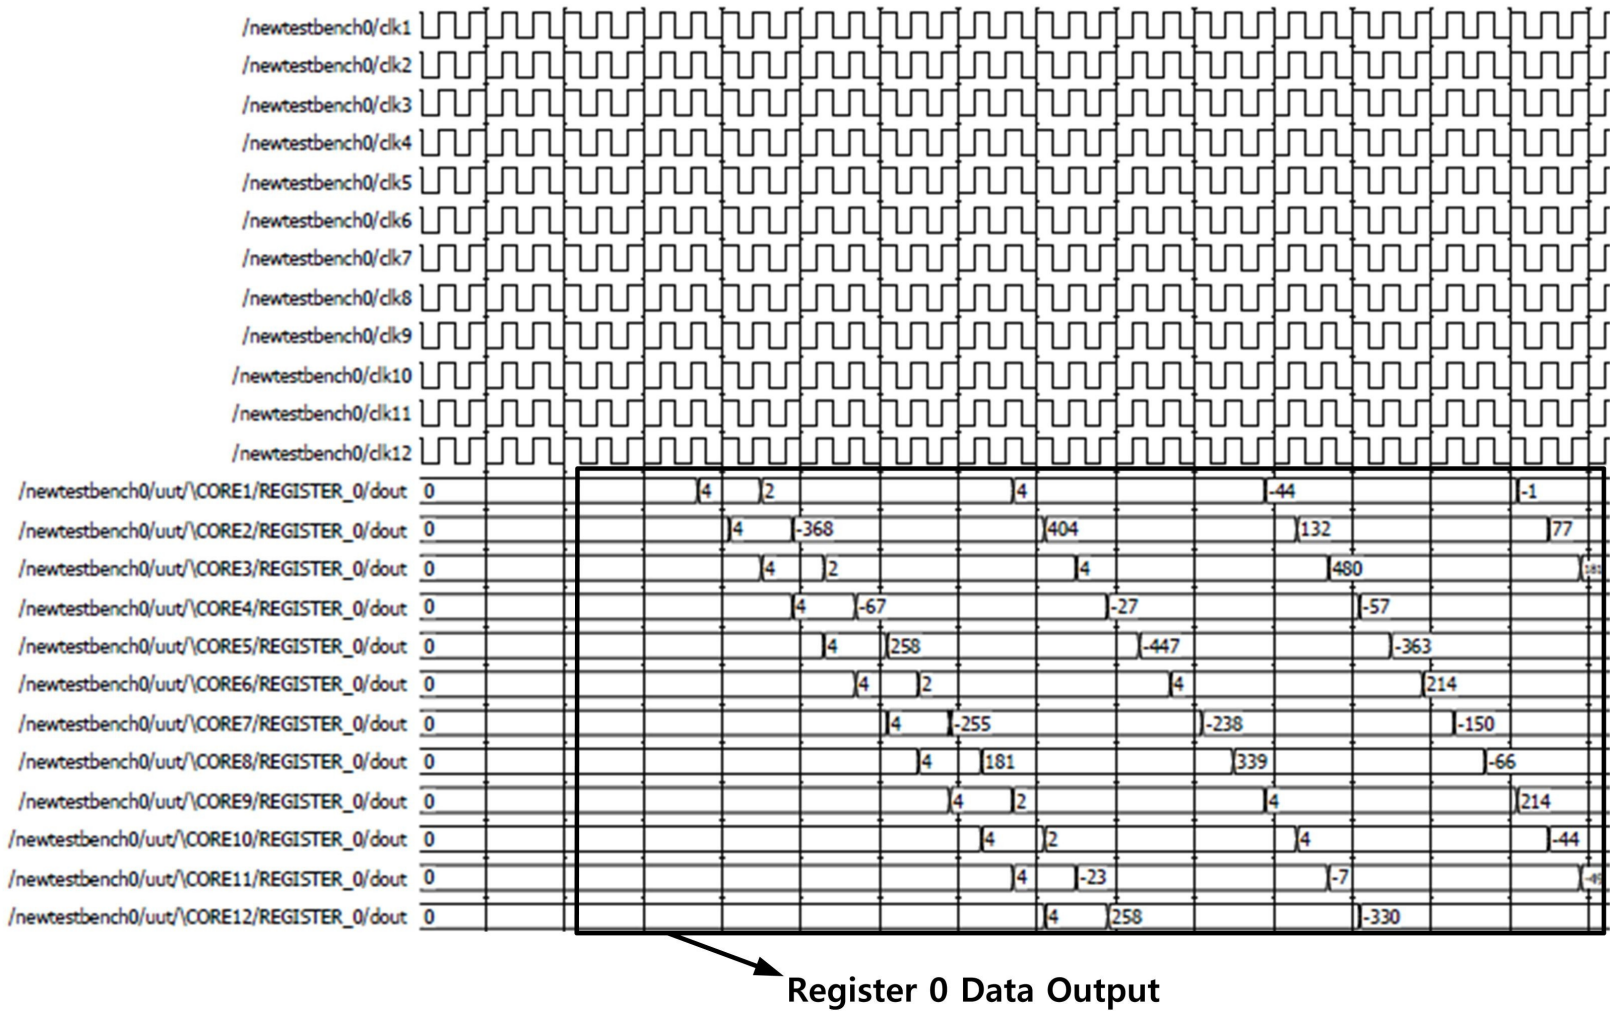 /newtestbench0/clk1
/newtestbench0/clk2
/newtestbench0/clk3
/newtestbench0/clk4
/newtestbench0/clk5
/newtestbench0/clk6
/newtestbench0/clk7
/newtestbench0/clk8
/newtestbench0/clk9
/newtestbench0/clk10
/newtestbench0/clk11
/newtestbench0/clk12
/newtestbench0/uut/\CORE1/REGISTER_0/dout 0 4 2 4 -44 -1
/newtestbench0/uut/\CORE2/REGISTER_0/dout 0 4 -368 404 132 77
/newtestbench0/uut/\CORE3/REGISTER_0/dout 0 4 2 4 480
/newtestbench0/uut/\CORE4/REGISTER_0/dout 0 4 -67 -27 -57
/newtestbench0/uut/\CORE5/REGISTER_0/dout 0 4 258 -447 -363
/newtestbench0/uut/\CORE6/REGISTER_0/dout 0 4 2 4 214
/newtestbench0/uut/\CORE7/REGISTER_0/dout 0 4 -255 -238 -150
/newtestbench0/uut/\CORE8/REGISTER_0/dout 0 4 181 339 -66
/newtestbench0/uut/\CORE9/REGISTER_0/dout 0 4 2 4 214
/newtestbench0/uut/\CORE10/REGISTER_0/dout 0 4 2 4 -44
/newtestbench0/uut/\CORE11/REGISTER_0/dout 0 4 -23 -7
/newtestbench0/uut/\CORE12/REGISTER_0/dout 0 4 258 -330
Register 0 Data Output